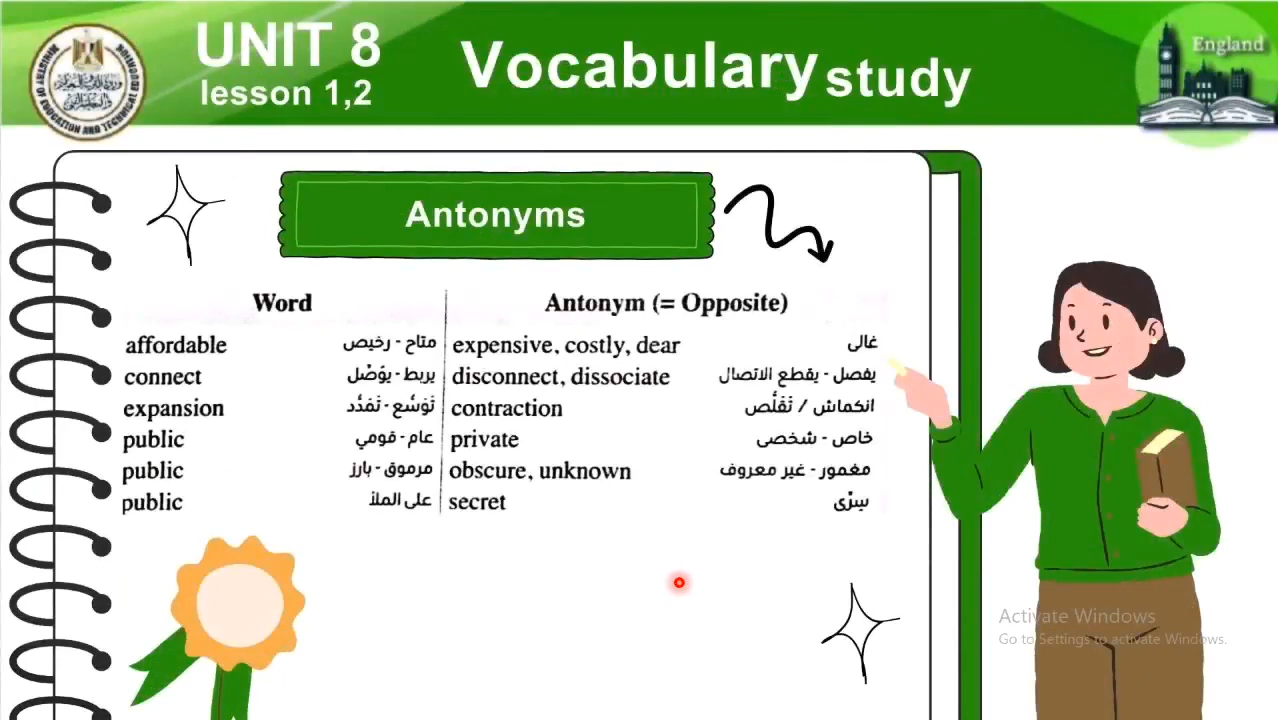 UNIT 8
lesson 1,2
Vocabulary study
England
Antonyms
Word Antonym (= Opposite)
affordable متاح - رخيص expensive, costly, dear غالى
connect يربط - يوَصّل disconnect, dissociate يفصل - يقطع الاتصال
expansion تَوَسُّع - تَمَدُّد contraction انكماش / تَقَلُّص
public عام - قومي private خاص - شخصى
public مرموق - بارز obscure, unknown مغمور - غير معروف
public على الملأ secret سِرِّى
Activate Windows
Go to Settings to activate Windows.